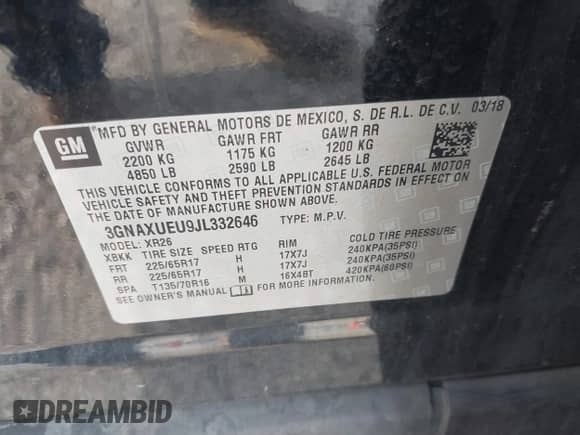 GM
MFD BY GENERAL MOTORS DE MEXICO, S. DE R.L. DE C.V. 03/18
GVWR GAWR FRT GAWR RR
2200 KG 1175 KG 1200 KG
4850 LB 2590 LB 2645 LB
THIS VEHICLE CONFORMS TO ALL APPLICABLE U.S. FEDERAL MOTOR
VEHICLE SAFETY AND THEFT PREVENTION STANDARDS IN EFFECT ON
THE DATE OF MANUFACTURE SHOWN ABOVE.
3GNAXUEU9JL332646 TYPE: M.P.V.
MODEL: XR26
XBKK TIRE SIZE SPEED RTG RIM COLD TIRE PRESSURE
FRT 225/65R17 H 17X7J 240KPA(35PSI)
RR 225/65R17 H 17X7J 240KPA(35PSI)
SPA T135/70R16 M 16X4BT 420KPA(60PSI)
SEE OWNER'S MANUAL FOR MORE INFORMATION.
DREAMBID